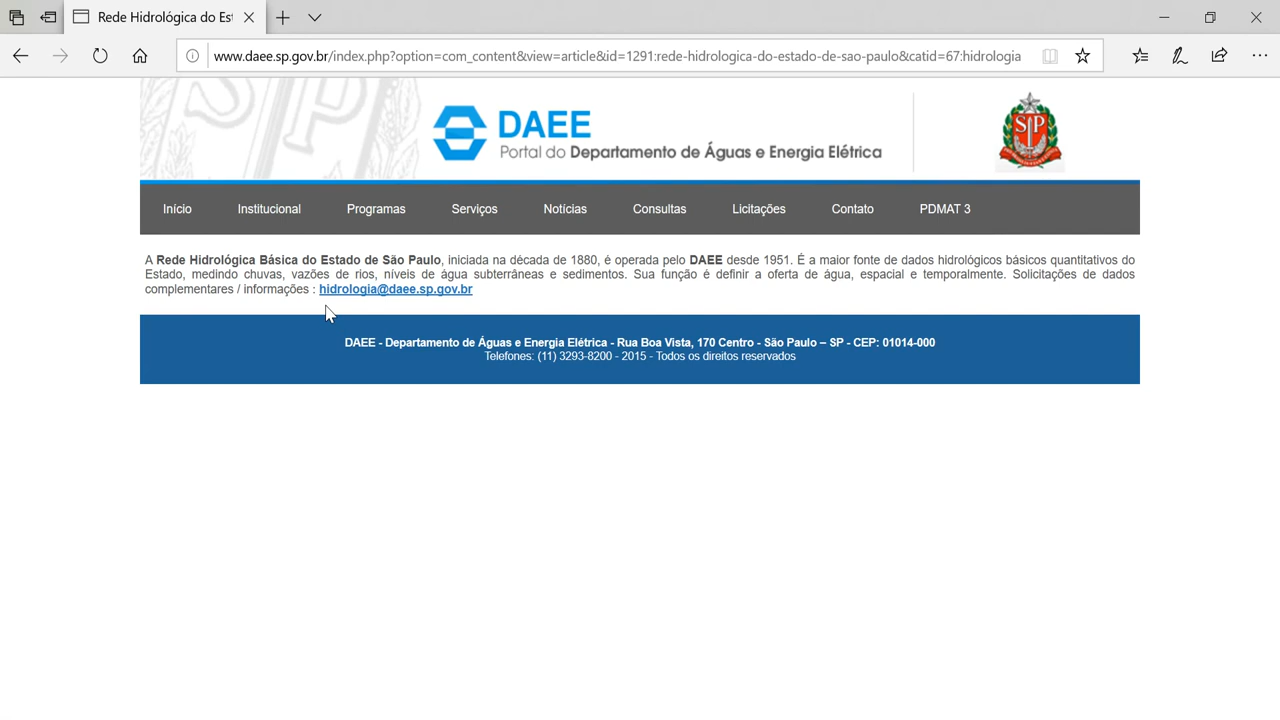 Rede Hidrológica do Est
www.daee.sp.gov.br/index.php?option=com_content&view=article&id=1291:rede-hidrologica-do-estado-de-sao-paulo&catid=67:hidrologia
SP
DAEE
Portal do Departamento de Águas e Energia Elétrica
SP
Início Institucional Programas Serviços Notícias Consultas Licitações Contato PDMAT 3
A Rede Hidrológica Básica do Estado de São Paulo, iniciada na década de 1880, é operada pelo DAEE desde 1951. É a maior fonte de dados hidrológicos básicos quantitativos do
Estado, medindo chuvas, vazões de rios, níveis de água subterrâneas e sedimentos. Sua função é definir a oferta de água, espacial e temporalmente. Solicitações de dados
complementares / informações : hidrologia@daee.sp.gov.br
DAEE - Departamento de Águas e Energia Elétrica - Rua Boa Vista, 170 Centro - São Paulo – SP - CEP: 01014-000
Telefones: (11) 3293-8200 - 2015 - Todos os direitos reservados